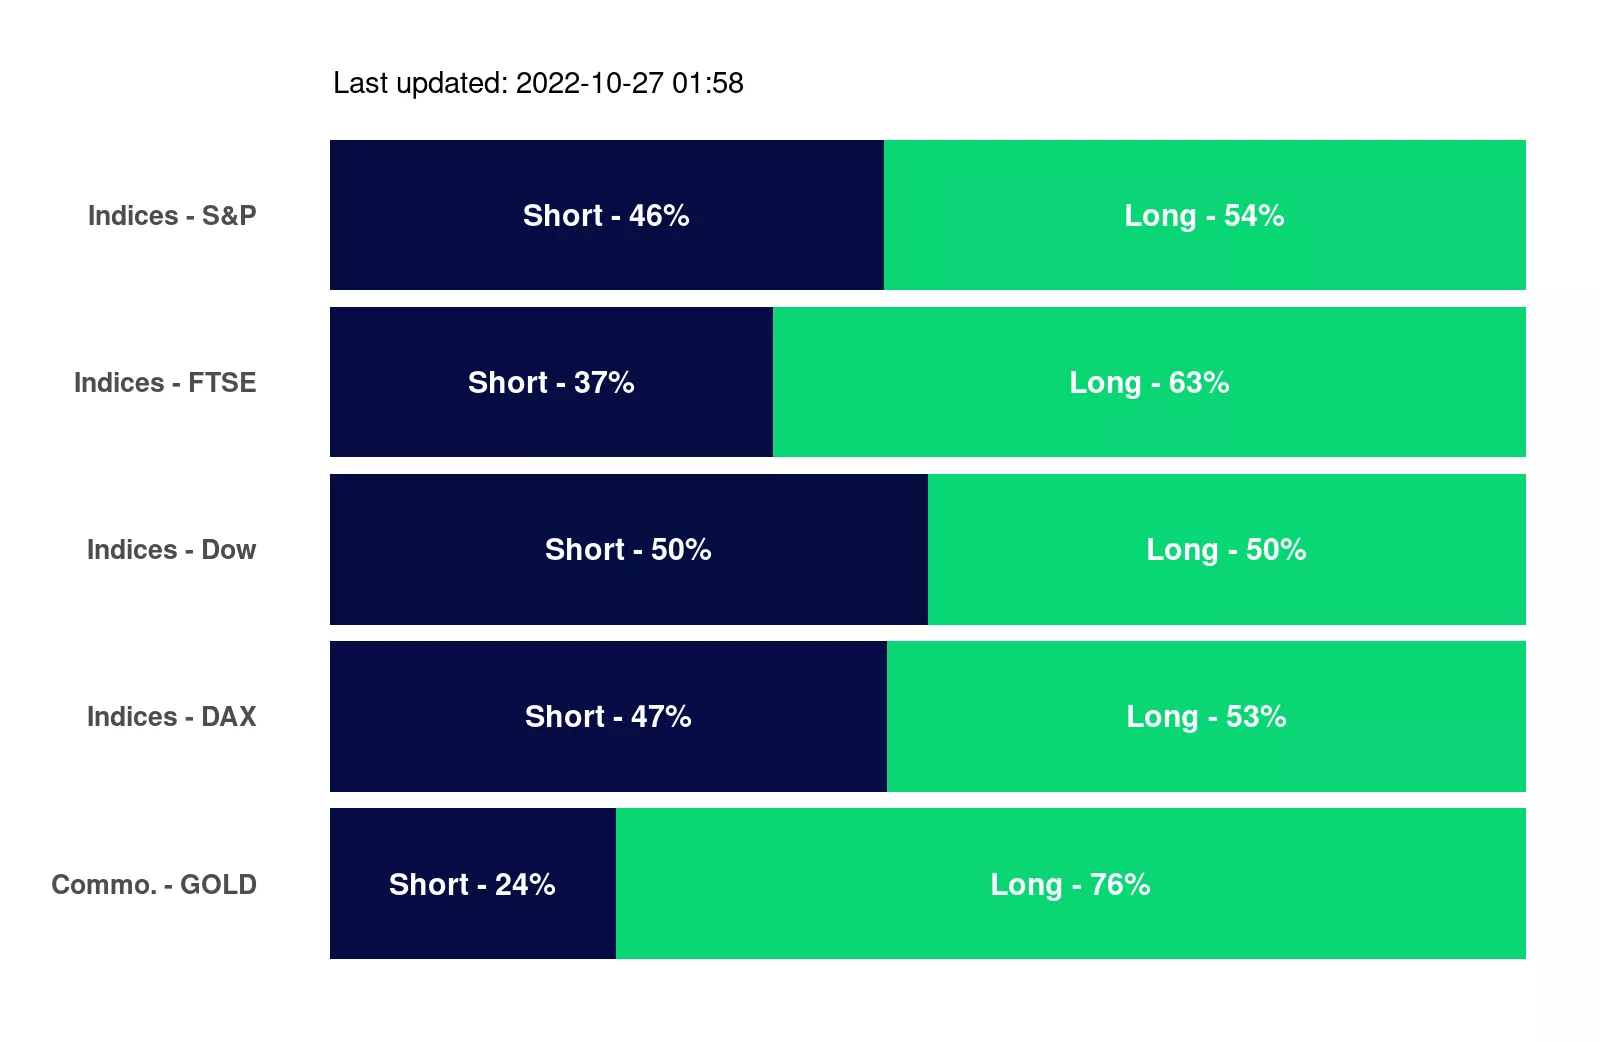 Last updated: 2022-10-27 01:58
Indices - S&P Short - 46% Long - 54%
Indices - FTSE Short - 37% Long - 63%
Indices - Dow Short - 50% Long - 50%
Indices - DAX Short - 47% Long - 53%
Commo. - GOLD Short - 24% Long - 76%